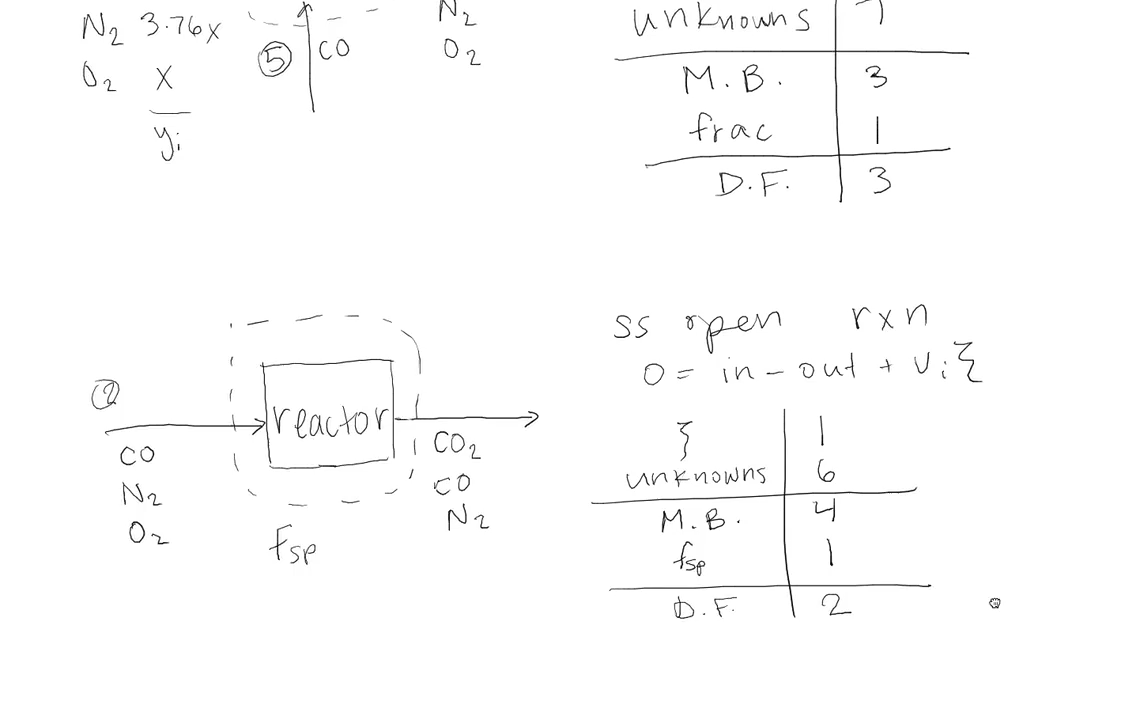 N2 3.76x
O2 x
yi
⑤ CO
N2
O2
unknowns 7
M.B. 3
frac 1
D.F. 3
②
CO
N2
O2
reactor
fsp
CO2
CO
N2
ss open rxn
0 = in - out + νiξ
ξ 1
unknowns 6
M.B. 4
fsp 1
D.F. 2